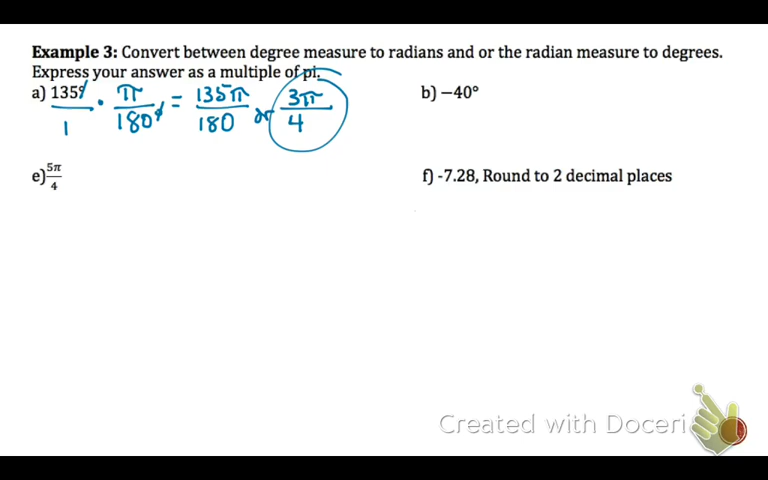 Example 3: Convert between degree measure to radians and or the radian measure to degrees.
Express your answer as a multiple of pi.
a) 135° / 1 · π / 180° = 135π / 180 or 3π / 4
b) −40°
e) 5π / 4
f) -7.28, Round to 2 decimal places
Created with Doceri